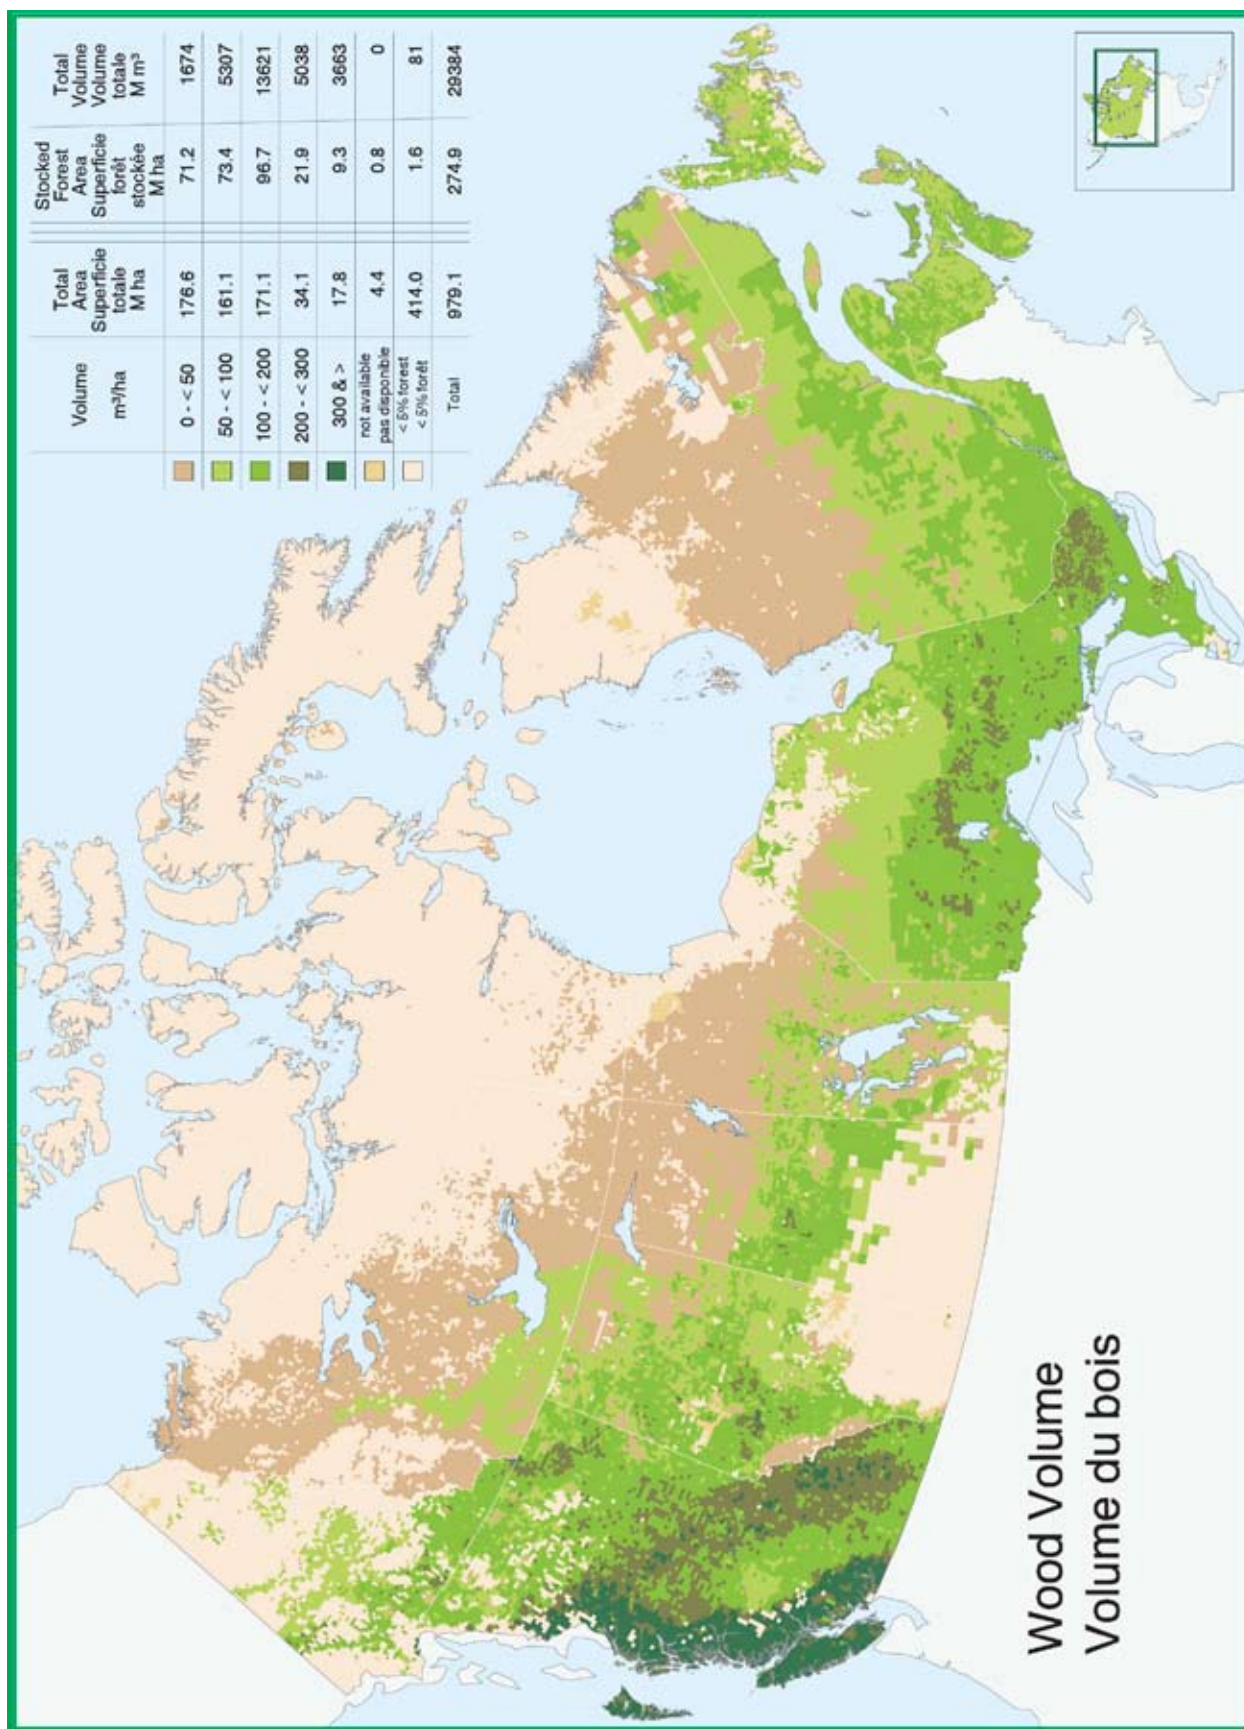 Volume
m³/ha
Total
Area
Superficie
totale
M ha
Stocked
Forest
Area
Superficie
forêt
stockée
M ha
Total
Volume
Volume
totale
M m³
0 - < 50 176.6 71.2 1674
50 - < 100 161.1 73.4 5307
100 - < 200 171.1 96.7 13621
200 - < 300 34.1 21.9 5038
300 & > 17.8 9.3 3663
not available
pas disponible 4.4 0.8 0
< 5% forest
< 5% forêt 414.0 1.6 81
Total 979.1 274.9 29384
Wood Volume
Volume du bois